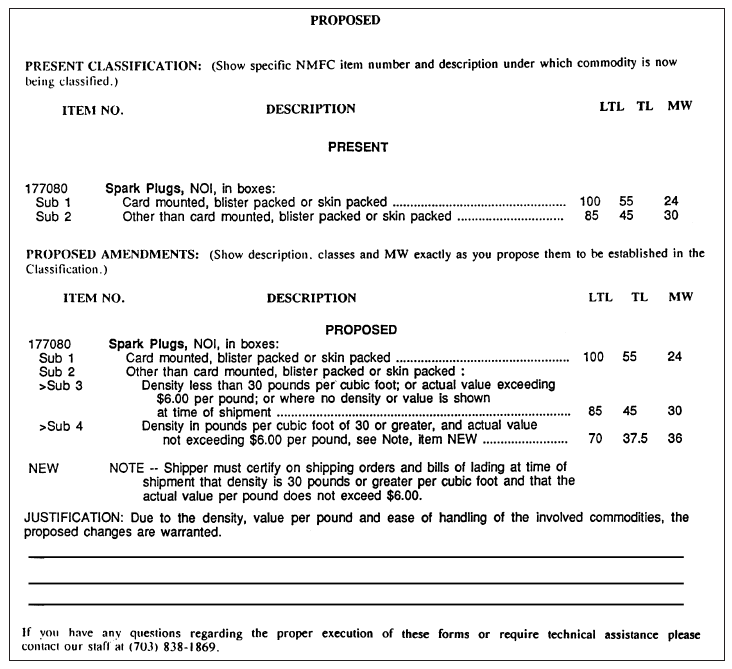 PROPOSED
PRESENT CLASSIFICATION: (Show specific NMFC item number and description under which commodity is now
being classified.)
ITEM NO. DESCRIPTION LTL TL MW
PRESENT
177080 Spark Plugs, NOI, in boxes:
Sub 1 Card mounted, blister packed or skin packed ........ 100 55 24
Sub 2 Other than card mounted, blister packed or skin packed ........ 85 45 30
PROPOSED AMENDMENTS: (Show description. classes and MW exactly as you propose them to be established in the
Classification.)
ITEM NO. DESCRIPTION LTL TL MW
PROPOSED
177080 Spark Plugs, NOI, in boxes:
Sub 1 Card mounted, blister packed or skin packed ........ 100 55 24
Sub 2 Other than card mounted, blister packed or skin packed :
>Sub 3 Density less than 30 pounds per cubic foot; or actual value exceeding
$6.00 per pound; or where no density or value is shown
at time of shipment ........ 85 45 30
>Sub 4 Density in pounds per cubic foot of 30 or greater, and actual value
not exceeding $6.00 per pound, see Note, item NEW ........ 70 37.5 36
NEW NOTE -- Shipper must certify on shipping orders and bills of lading at time of
shipment that density is 30 pounds or greater per cubic foot and that the
actual value per pound does not exceed $6.00.
JUSTIFICATION: Due to the density, value per pound and ease of handling of the involved commodities, the
proposed changes are warranted.
If you have any questions regarding the proper execution of these forms or require technical assistance please
contact our staff at (703) 838-1869.